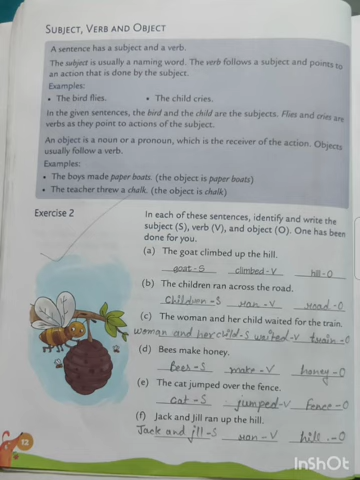 SUBJECT, VERB AND OBJECT
A sentence has a subject and a verb.
The subject is usually a naming word. The verb follows a subject and points to
an action that is done by the subject.
Examples:
• The bird flies. • The child cries.
In the given sentences, the bird and the child are the subjects. Flies and cries are
verbs as they point to actions of the subject.
An object is a noun or a pronoun, which is the receiver of the action. Objects
usually follow a verb.
Examples:
• The boys made paper boats. (the object is paper boats)
• The teacher threw a chalk. (the object is chalk)
Exercise 2
In each of these sentences, identify and write the
subject (S), verb (V), and object (O). One has been
done for you.
(a) The goat climbed up the hill.
goat-S climbed-V hill-O
(b) The children ran across the road.
Children-S ran-V road-O
(c) The woman and her child waited for the train.
woman and her child-S waited-V train-O
(d) Bees make honey.
Bees-S make-V honey-O
(e) The cat jumped over the fence.
cat-S jumped-V Fence-O
(f) Jack and Jill ran up the hill.
Jack and jll-S ran-V hill-O
12
InShOt